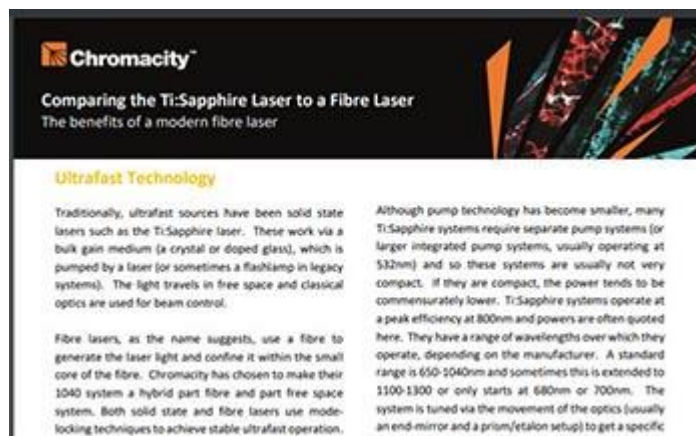 Chromacity™
Comparing the Ti:Sapphire Laser to a Fibre Laser
The benefits of a modern fibre laser
Ultrafast Technology
Traditionally, ultrafast sources have been solid state
lasers such as the Ti:Sapphire laser. These work via a
bulk gain medium (a crystal or doped glass), which is
pumped by a laser (or sometimes a flashlamp in legacy
systems). The light travels in free space and classical
optics are used for beam control.
Fibre lasers, as the name suggests, use a fibre to
generate the laser light and confine it within the small
core of the fibre. Chromacity has chosen to make their
1040 system a hybrid part fibre and part free space
system. Both solid state and fibre lasers use mode-
locking techniques to achieve stable ultrafast operation.
Although pump technology has become smaller, many
Ti:Sapphire systems require separate pump systems (or
larger integrated pump systems, usually operating at
532nm) and so these systems are usually not very
compact. If they are compact, the power tends to be
commensurately lower. Ti:Sapphire systems operate at
a peak efficiency at 800nm and powers are often quoted
here. They have a range of wavelengths over which they
operate, depending on the manufacturer. A standard
range is 650-1040nm and sometimes this is extended to
1100-1300 or only starts at 680nm or 700nm. The
system is tuned via the movement of the optics (usually
an end-mirror and a prism/etalon setup) to get a specific